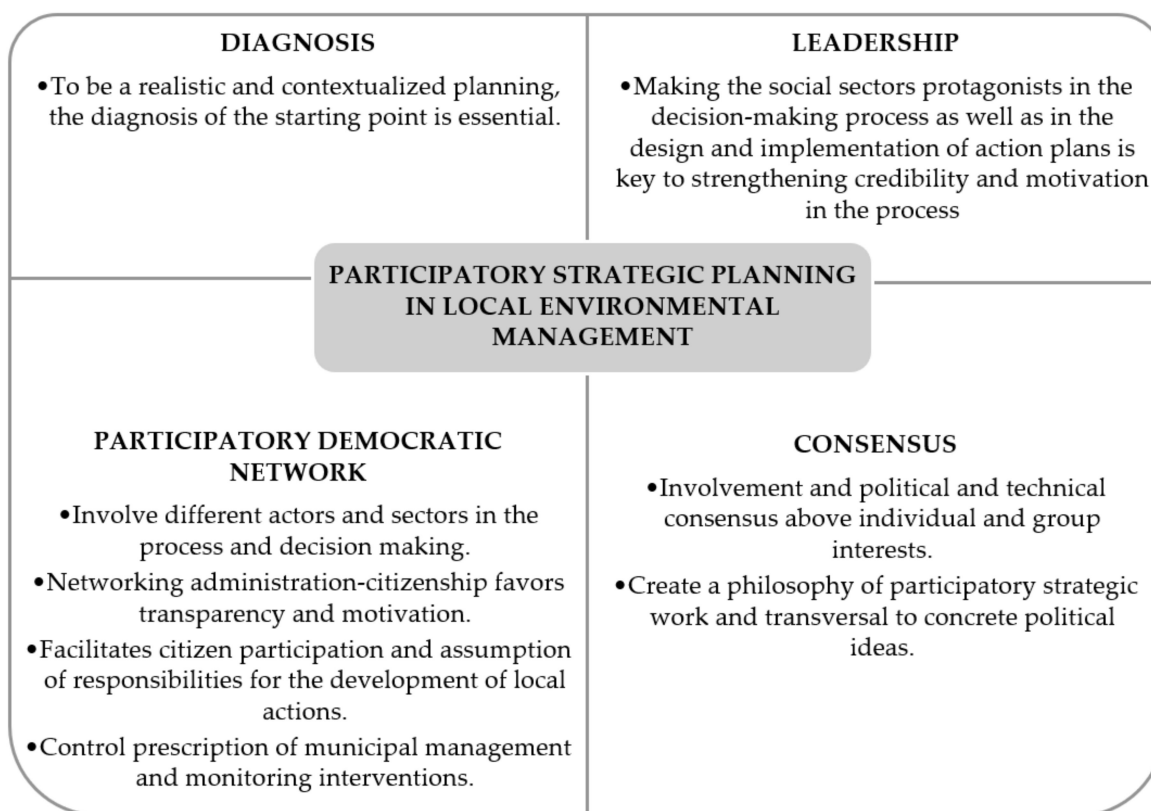 DIAGNOSIS
•To be a realistic and contextualized planning,
the diagnosis of the starting point is essential.
LEADERSHIP
•Making the social sectors protagonists in the
decision-making process as well as in the
design and implementation of action plans is
key to strengthening credibility and motivation
in the process
PARTICIPATORY STRATEGIC PLANNING
IN LOCAL ENVIRONMENTAL
MANAGEMENT
PARTICIPATORY DEMOCRATIC
NETWORK
•Involve different actors and sectors in the
process and decision making.
•Networking administration-citizenship favors
transparency and motivation.
•Facilitates citizen participation and assumption
of responsibilities for the development of local
actions.
•Control prescription of municipal management
and monitoring interventions.
CONSENSUS
•Involvement and political and technical
consensus above individual and group
interests.
•Create a philosophy of participatory strategic
work and transversal to concrete political
ideas.